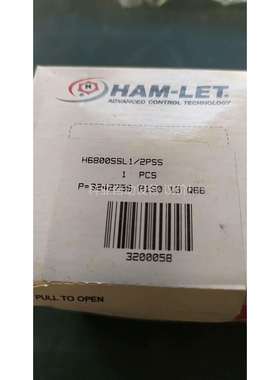 HAM-LET®
ADVANCED CONTROL TECHNOLOGY
H6800SSL1/2PSS
1 PCS
3200058
PULL TO OPEN